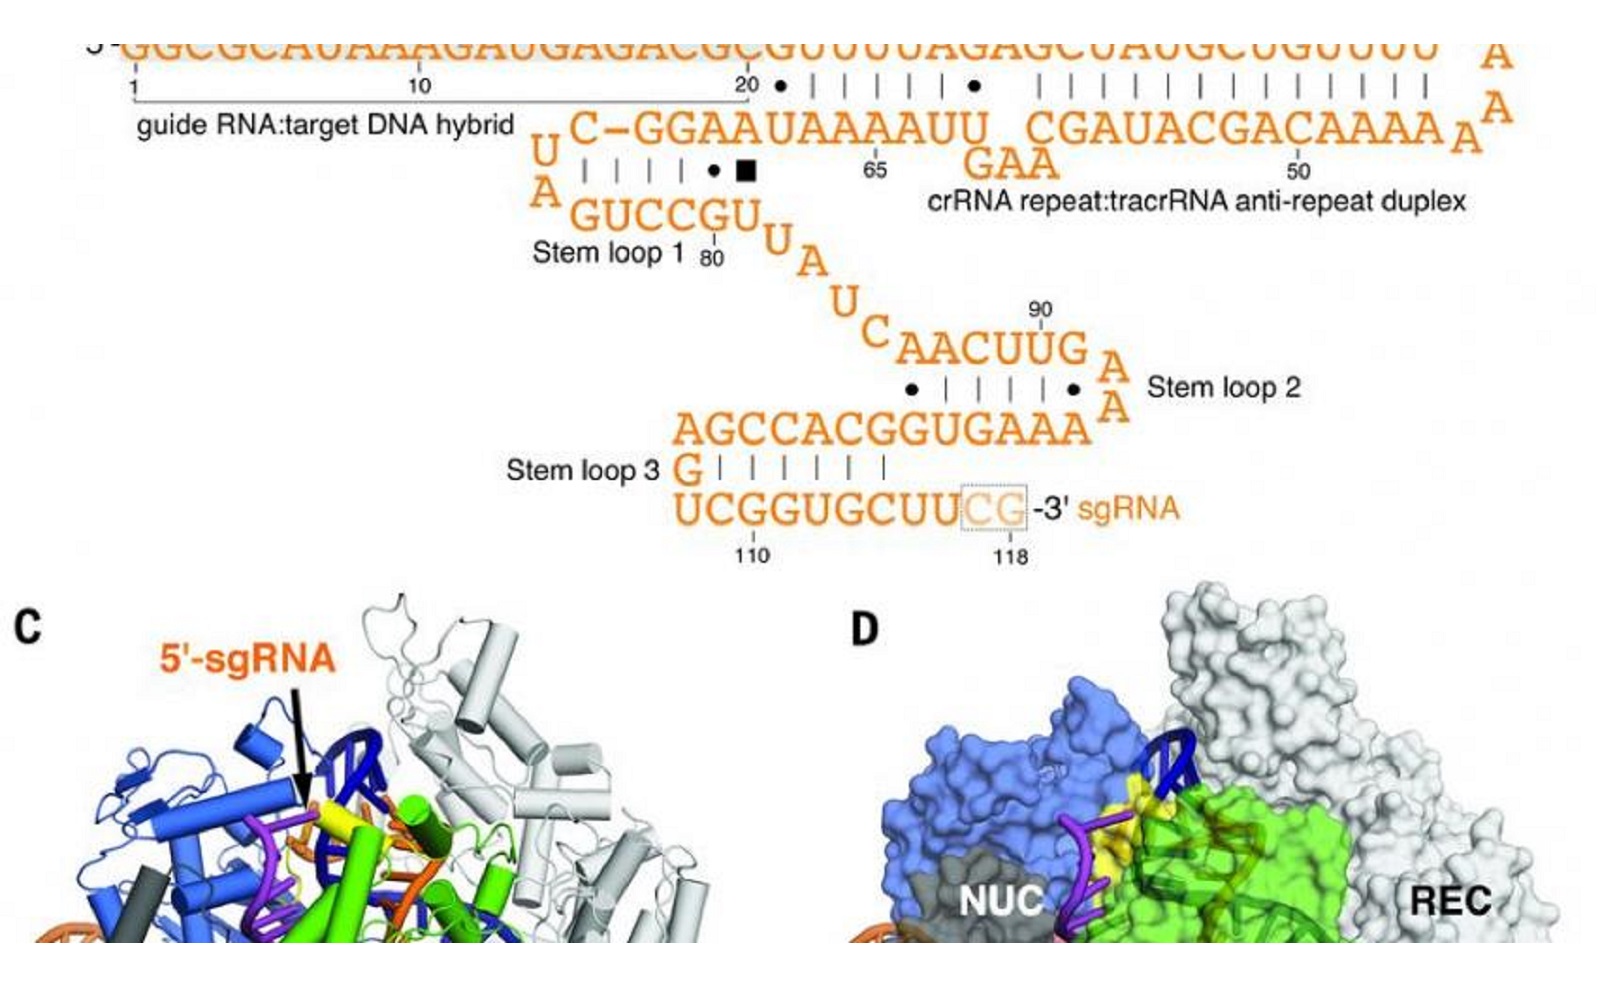 5'-GGCGCAUAAAGAUGAGACGCGUUUUAGAGCUAUGCUGUUUU A
1 10 20
A
guide RNA:target DNA hybrid
U C–GGAAUAAAAUU CGAUACGACAAAA A
GAA
65 50
A
crRNA repeat:tracrRNA anti-repeat duplex
GUCCGU
U
Stem loop 1 80
A
U
90
C
AACUUG
A
Stem loop 2
A
AGCCACGGUGAAA
Stem loop 3 G
UCGGUGCUUCG -3' sgRNA
110 118
C
D
5'-sgRNA
NUC
REC